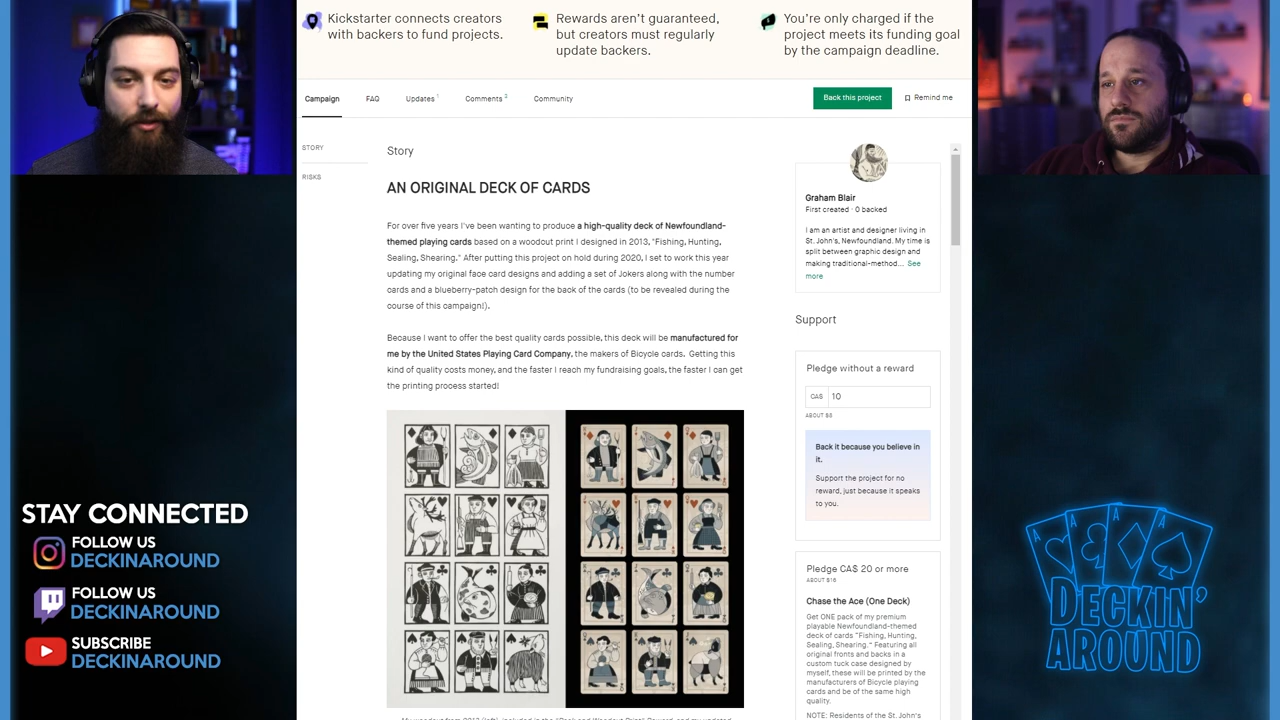 Kickstarter connects creators
with backers to fund projects.
Rewards aren't guaranteed,
but creators must regularly
update backers.
You're only charged if the
project meets its funding goal
by the campaign deadline.
Campaign
FAQ
Updates 1
Comments 2
Community
Back this project
Remind me
STORY
RISKS
Story
AN ORIGINAL DECK OF CARDS
For over five years I've been wanting to produce a high-quality deck of Newfoundland-
themed playing cards based on a woodcut print I designed in 2013, "Fishing, Hunting,
Sealing, Shearing." After putting this project on hold during 2020, I set to work this year
updating my original face card designs and adding a set of Jokers along with the number
cards and a blueberry-patch design for the back of the cards (to be revealed during the
course of this campaign!).
Because I want to offer the best quality cards possible, this deck will be manufactured for
me by the United States Playing Card Company, the makers of Bicycle cards. Getting this
kind of quality costs money, and the faster I reach my fundraising goals, the faster I can get
the printing process started!
Graham Blair
First created · 0 backed
I am an artist and designer living in
St. John's, Newfoundland. My time is
split between graphic design and
making traditional-method... See
more
Support
Pledge without a reward
CA$ 10
ABOUT $8
Back it because you believe in
it.
Support the project for no
reward, just because it speaks
to you.
Pledge CA$ 20 or more
ABOUT $16
Chase the Ace (One Deck)
Get ONE pack of my premium
playable Newfoundland-themed
deck of cards "Fishing, Hunting,
Sealing, Shearing." Featuring all
original fronts and backs in a
custom tuck case designed by
myself, these will be printed by the
manufacturers of Bicycle playing
cards and be of the same high
quality.
NOTE: Residents of the St. John's
STAY CONNECTED
FOLLOW US
DECKINAROUND
FOLLOW US
DECKINAROUND
SUBSCRIBE
DECKINAROUND
A A A A
DECKIN'
AROUND